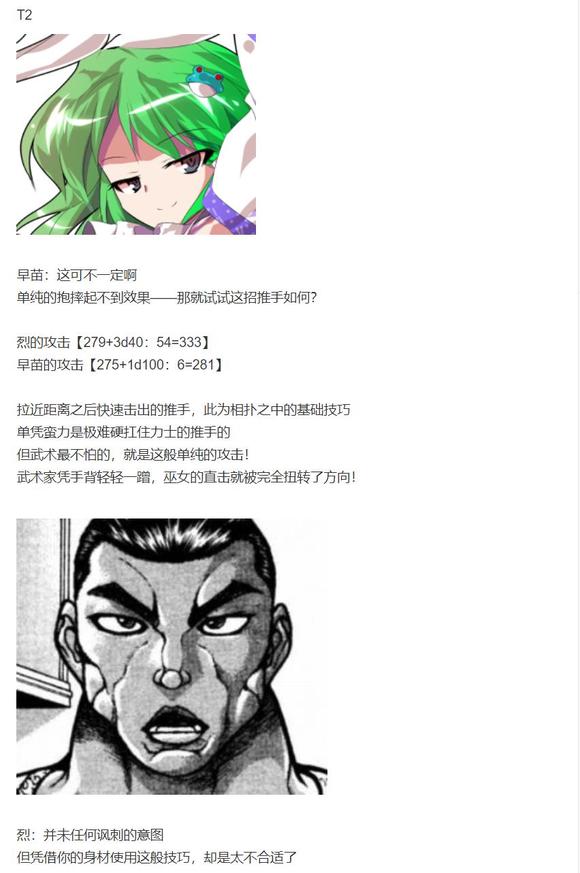 T2
早苗：这可不一定啊
单纯的抱摔起不到效果——那就试试这招推手如何？
烈的攻击【279+3d40：54=333】
早苗的攻击【275+1d100：6=281】
拉近距离之后快速击出的推手，此为相扑之中的基础技巧
单凭蛮力是极难硬扛住力士的推手的
但武术最不怕的，就是这般单纯的攻击！
武术家凭手背轻轻一蹭，巫女的直击就被完全扭转了方向！
烈：并未任何讽刺的意图
但凭借你的身材使用这般技巧，却是太不合适了